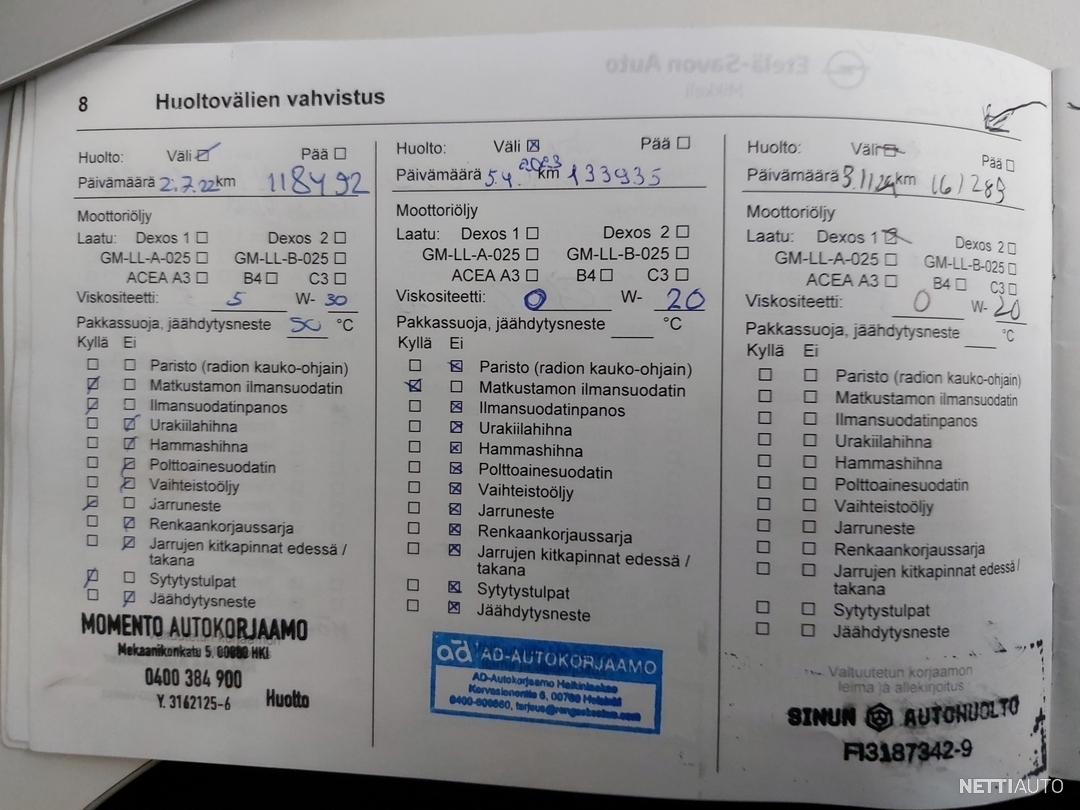 8 Huoltovälien vahvistus
Huolto: Väli Pää
Päivämäärä 2.7.22 km 118492
Moottoriöljy
Laatu: Dexos 1 Dexos 2
GM-LL-A-025 GM-LL-B-025
ACEA A3 B4 C3
Viskositeetti: 5 W- 30
Pakkassuoja, jäähdytysneste 50 °C
Kyllä Ei
Paristo (radion kauko-ohjain)
Matkustamon ilmansuodatin
Ilmansuodatinpanos
Urakiilahihna
Hammashihna
Polttoainesuodatin
Vaihteistoöljy
Jarruneste
Renkaankorjaussarja
Jarrujen kitkapinnat edessä /
takana
Sytytystulpat
Jäähdytysneste
MOMENTO AUTOKORJAAMO
Mekaanikonkatu 5, 00880 HKI
0400 384 900
Y. 3162125-6 Huolto
Huolto: Väli Pää
Päivämäärä 5.4. 2023 km 133935
Moottoriöljy
Laatu: Dexos 1 Dexos 2
GM-LL-A-025 GM-LL-B-025
ACEA A3 B4 C3
Viskositeetti: 0 W- 20
Pakkassuoja, jäähdytysneste °C
Kyllä Ei
Paristo (radion kauko-ohjain)
Matkustamon ilmansuodatin
Ilmansuodatinpanos
Urakiilahihna
Hammashihna
Polttoainesuodatin
Vaihteistoöljy
Jarruneste
Renkaankorjaussarja
Jarrujen kitkapinnat edessä /
takana
Sytytystulpat
Jäähdytysneste
ad AD-AUTOKORJAAMO
AD-Autokorjaamo
Huolto: Väli Pää
Päivämäärä 3.11.24 km 161283
Moottoriöljy
Laatu: Dexos 1 Dexos 2
GM-LL-A-025 GM-LL-B-025
ACEA A3 B4 C3
Viskositeetti: 0 W- 20
Pakkassuoja, jäähdytysneste °C
Kyllä Ei
Paristo (radion kauko-ohjain)
Matkustamon ilmansuodatin
Ilmansuodatinpanos
Urakiilahihna
Hammashihna
Polttoainesuodatin
Vaihteistoöljy
Jarruneste
Renkaankorjaussarja
Jarrujen kitkapinnat edessä /
takana
Sytytystulpat
Jäähdytysneste
Valtuutetun korjaamon
leima ja allekirjoitus
SINUN AUTOHUOLTO
FI3187342-9
NETTIAUTO